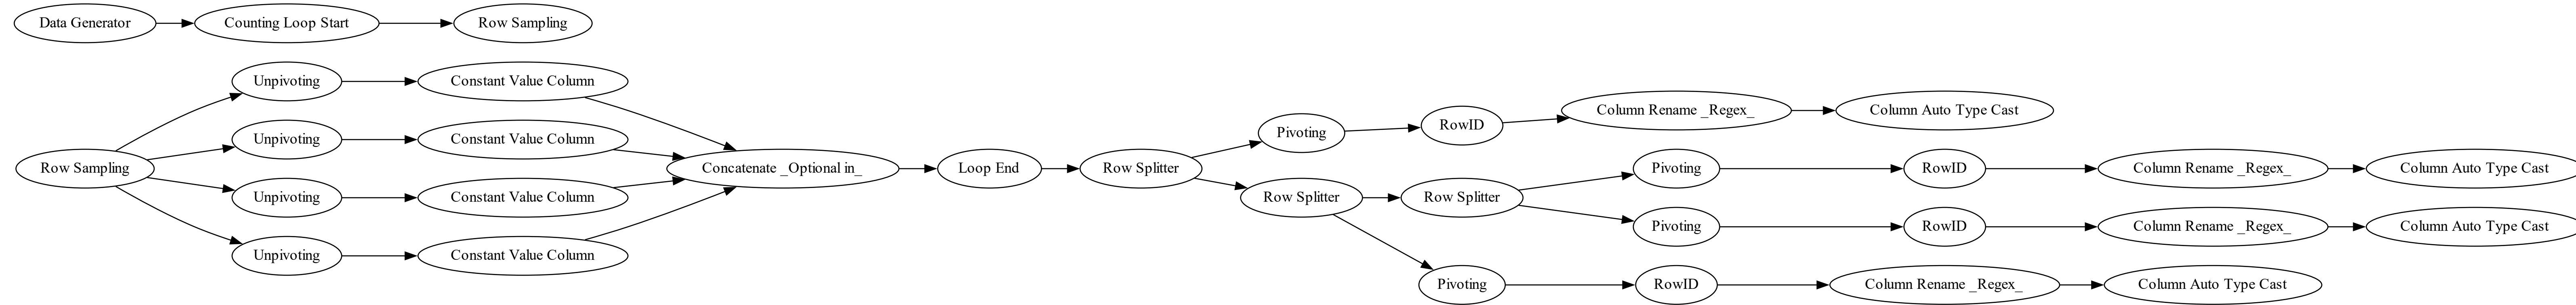 Data Generator
Counting Loop Start
Row Sampling
Row Sampling
Unpivoting
Constant Value Column
Unpivoting
Constant Value Column
Unpivoting
Constant Value Column
Unpivoting
Constant Value Column
Concatenate _Optional in_
Loop End
Row Splitter
Pivoting
RowID
Column Rename _Regex_
Column Auto Type Cast
Row Splitter
Row Splitter
Pivoting
RowID
Column Rename _Regex_
Column Auto Type Cast
Pivoting
RowID
Column Rename _Regex_
Column Auto Type Cast
Pivoting
RowID
Column Rename _Regex_
Column Auto Type Cast